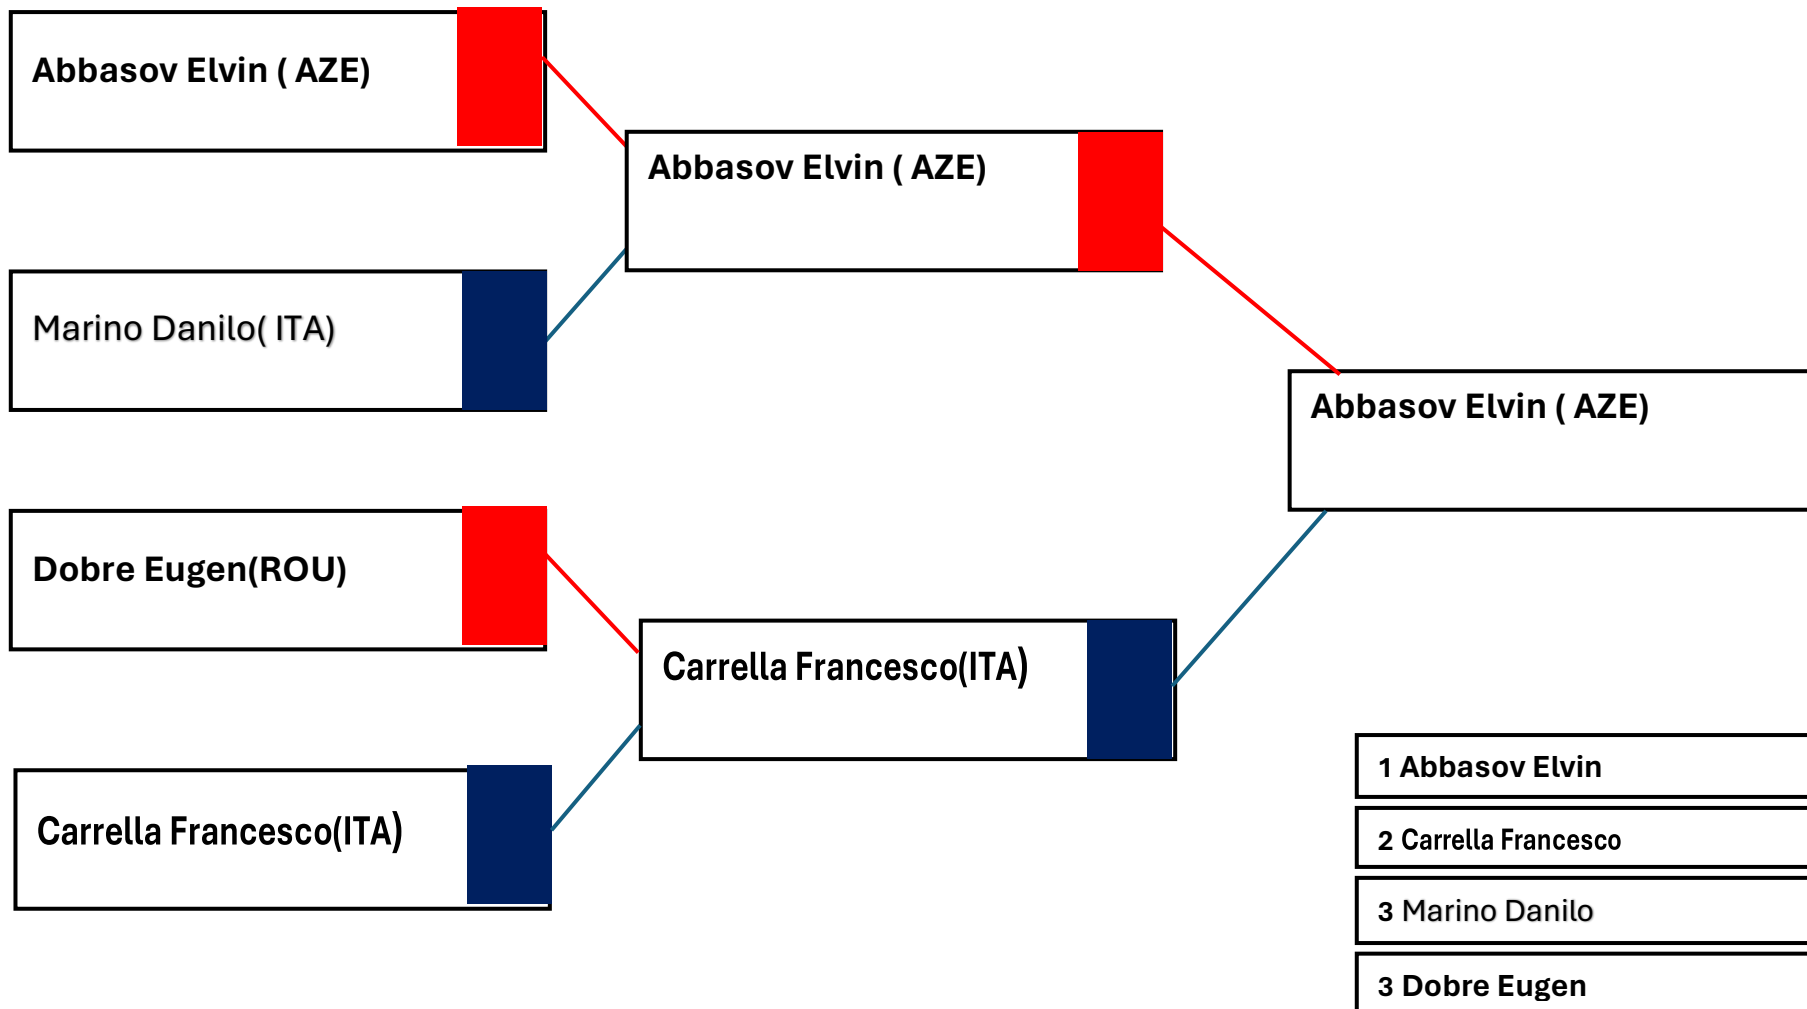 Abbasov Elvin ( AZE)
Abbasov Elvin ( AZE)
Marino Danilo( ITA)
Abbasov Elvin ( AZE)
Dobre Eugen(ROU)
Carrella Francesco(ITA)
Carrella Francesco(ITA)
1 Abbasov Elvin
2 Carrella Francesco
3 Marino Danilo
3 Dobre Eugen